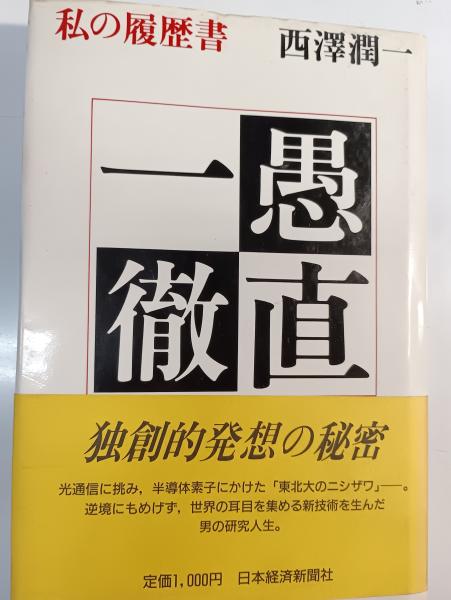 私の履歴書　西澤潤一
愚直
一徹
独創的発想の秘密
光通信に挑み，半導体素子にかけた「東北大のニシザワ」――。
逆境にもめげず，世界の耳目を集める新技術を生んだ
男の研究人生。
定価1,000円　日本経済新聞社